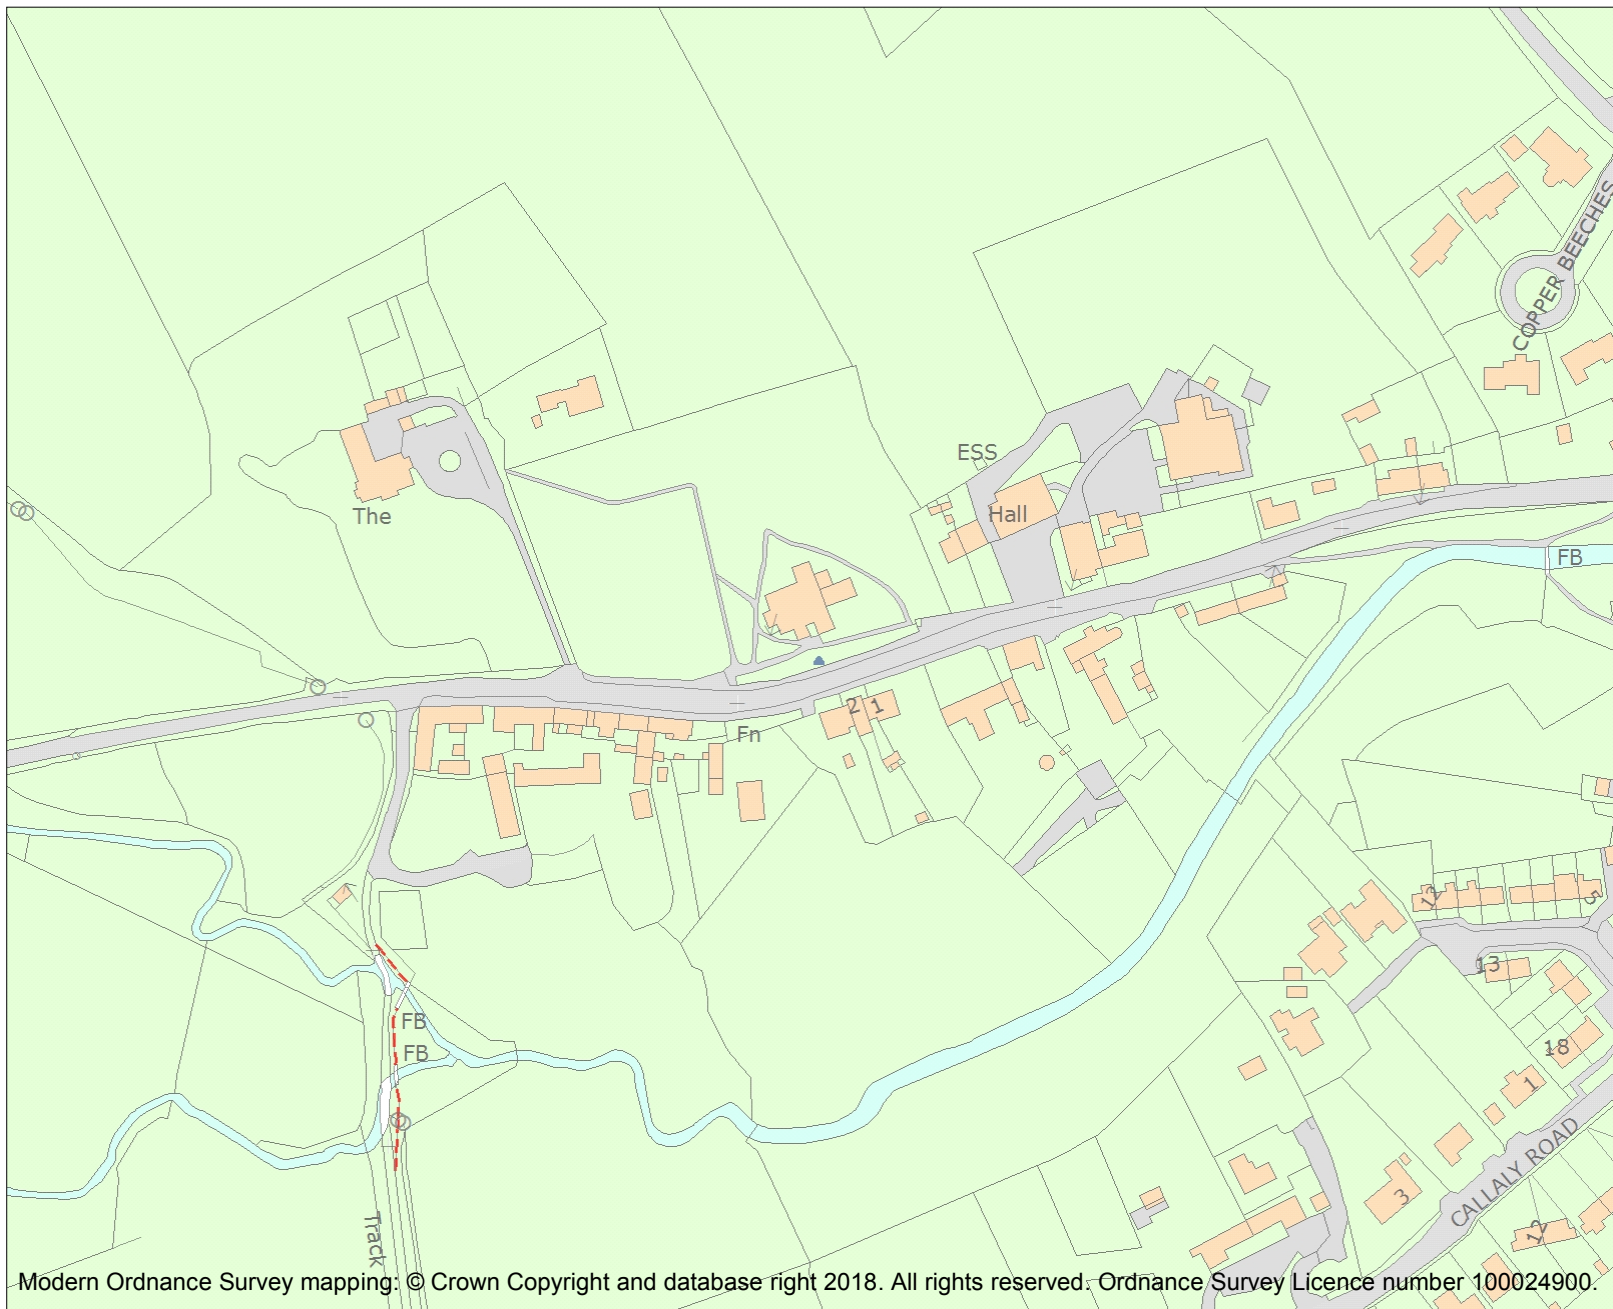 COPPER BEECHES
ESS
Hall
The
FB
2
1
Fn
12
5
13
FB
FB
18
1
3
CALLALY ROAD
12
Track
Modern Ordnance Survey mapping: © Crown Copyright and database right 2018. All rights reserved. Ordnance Survey Licence number 100024900.